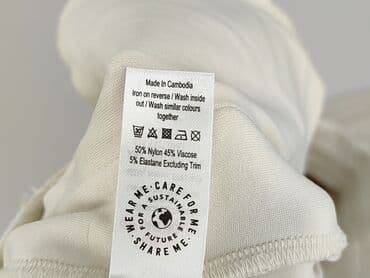 Made In Cambodia
Iron on reverse / Wash inside
out / Wash similar colours
together
50% Nylon 45% Viscose
5% Elastane Excluding Trim
WEAR ME · CARE FOR ME · SHARE ME ·
FOR A SUSTAINABLE FUTURE